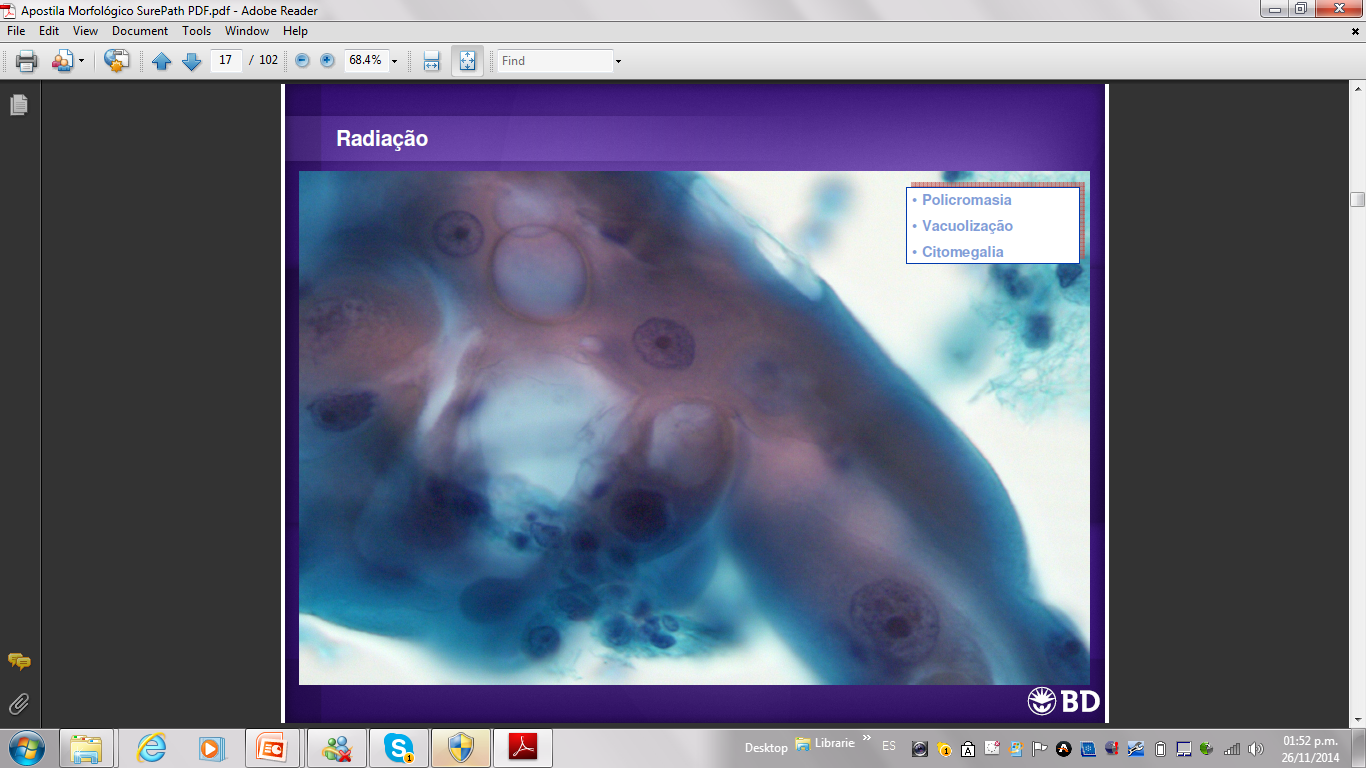 Apostila Morfológico SurePath PDF.pdf - Adobe Reader
File Edit View Document Tools Window Help
17 / 102 68.4% Find
Radiação
• Policromasia
• Vacuolização
• Citomegalia
BD
Desktop Librarie » ES 01:52 p.m.
26/11/2014